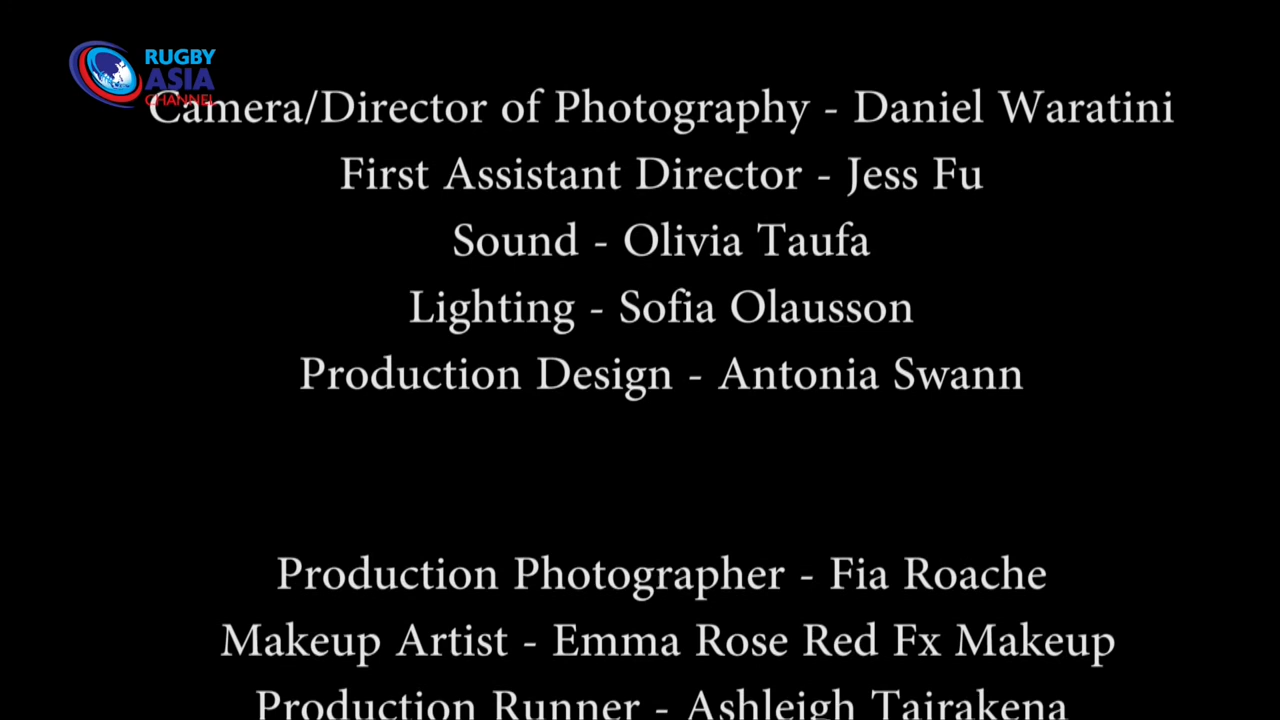 RUGBY
ASIA
CHANNEL
Camera/Director of Photography - Daniel Waratini
First Assistant Director - Jess Fu
Sound - Olivia Taufa
Lighting - Sofia Olausson
Production Design - Antonia Swann
Production Photographer - Fia Roache
Makeup Artist - Emma Rose Red Fx Makeup
Production Runner - Ashleigh Tairakena